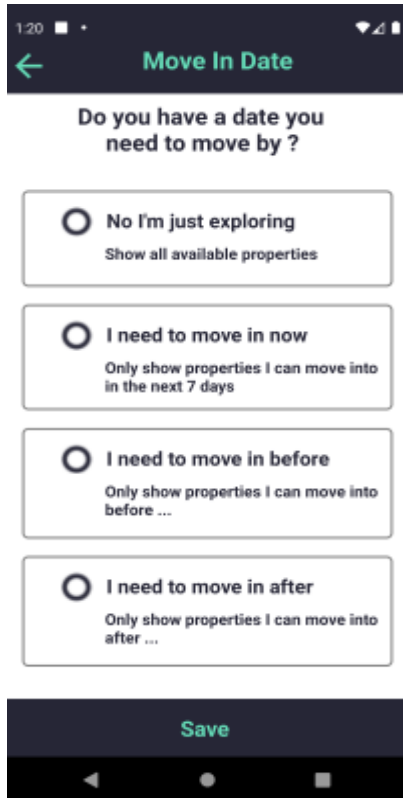 1:20
Move In Date
Do you have a date you
need to move by ?
No I'm just exploring
Show all available properties
I need to move in now
Only show properties I can move into
in the next 7 days
I need to move in before
Only show properties I can move into
before ...
I need to move in after
Only show properties I can move into
after ...
Save